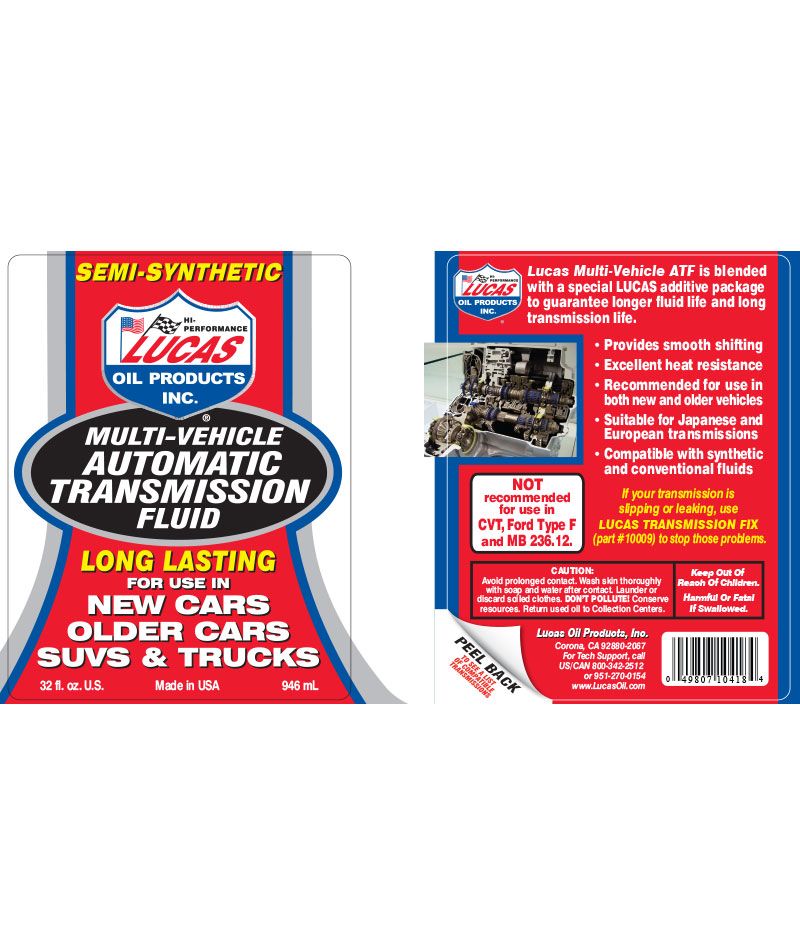 SEMI-SYNTHETIC
HI-
PERFORMANCE
LUCAS
OIL PRODUCTS
INC.
®
MULTI-VEHICLE
AUTOMATIC
TRANSMISSION
FLUID
LONG LASTING
FOR USE IN
NEW CARS
OLDER CARS
SUVS & TRUCKS
32 fl. oz. U.S. Made in USA 946 mL
HI-
PERFORMANCE
LUCAS
OIL PRODUCTS
INC.
®
Lucas Multi-Vehicle ATF is blended
with a special LUCAS additive package
to guarantee longer fluid life and long
transmission life.
• Provides smooth shifting
• Excellent heat resistance
• Recommended for use in
both new and older vehicles
• Suitable for Japanese and
European transmissions
• Compatible with synthetic
and conventional fluids
NOT
recommended
for use in
CVT, Ford Type F
and MB 236.12.
If your transmission is
slipping or leaking, use
LUCAS TRANSMISSION FIX
(part #10009) to stop those problems.
CAUTION:
Avoid prolonged contact. Wash skin thoroughly
with soap and water after contact. Launder or
discard soiled clothes. DON'T POLLUTE! Conserve
resources. Return used oil to Collection Centers.
Keep Out Of
Reach Of Children.
Harmful Or Fatal
If Swallowed.
PEEL BACK
TO SEE A LIST
OF COMPATIBLE
TRANSMISSIONS
Lucas Oil Products, Inc.
Corona, CA 92880-2067
For Tech Support, call
US/CAN 800-342-2512
or 951-270-0154
www.LucasOil.com
0 49807 10418 4